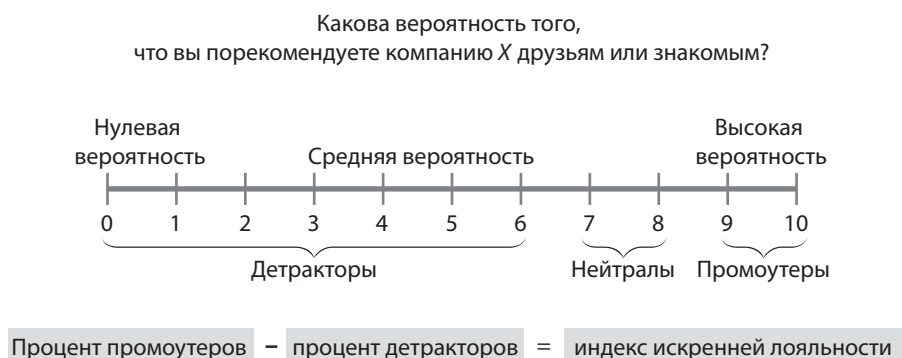 Какова вероятность того,
что вы порекомендуете компанию X друзьям или знакомым?
Нулевая
вероятность
Средняя вероятность
Высокая
вероятность
0 1 2 3 4 5 6 7 8 9 10
Детракторы Нейтралы Промоутеры
Процент промоутеров – процент детракторов = индекс искренней лояльности